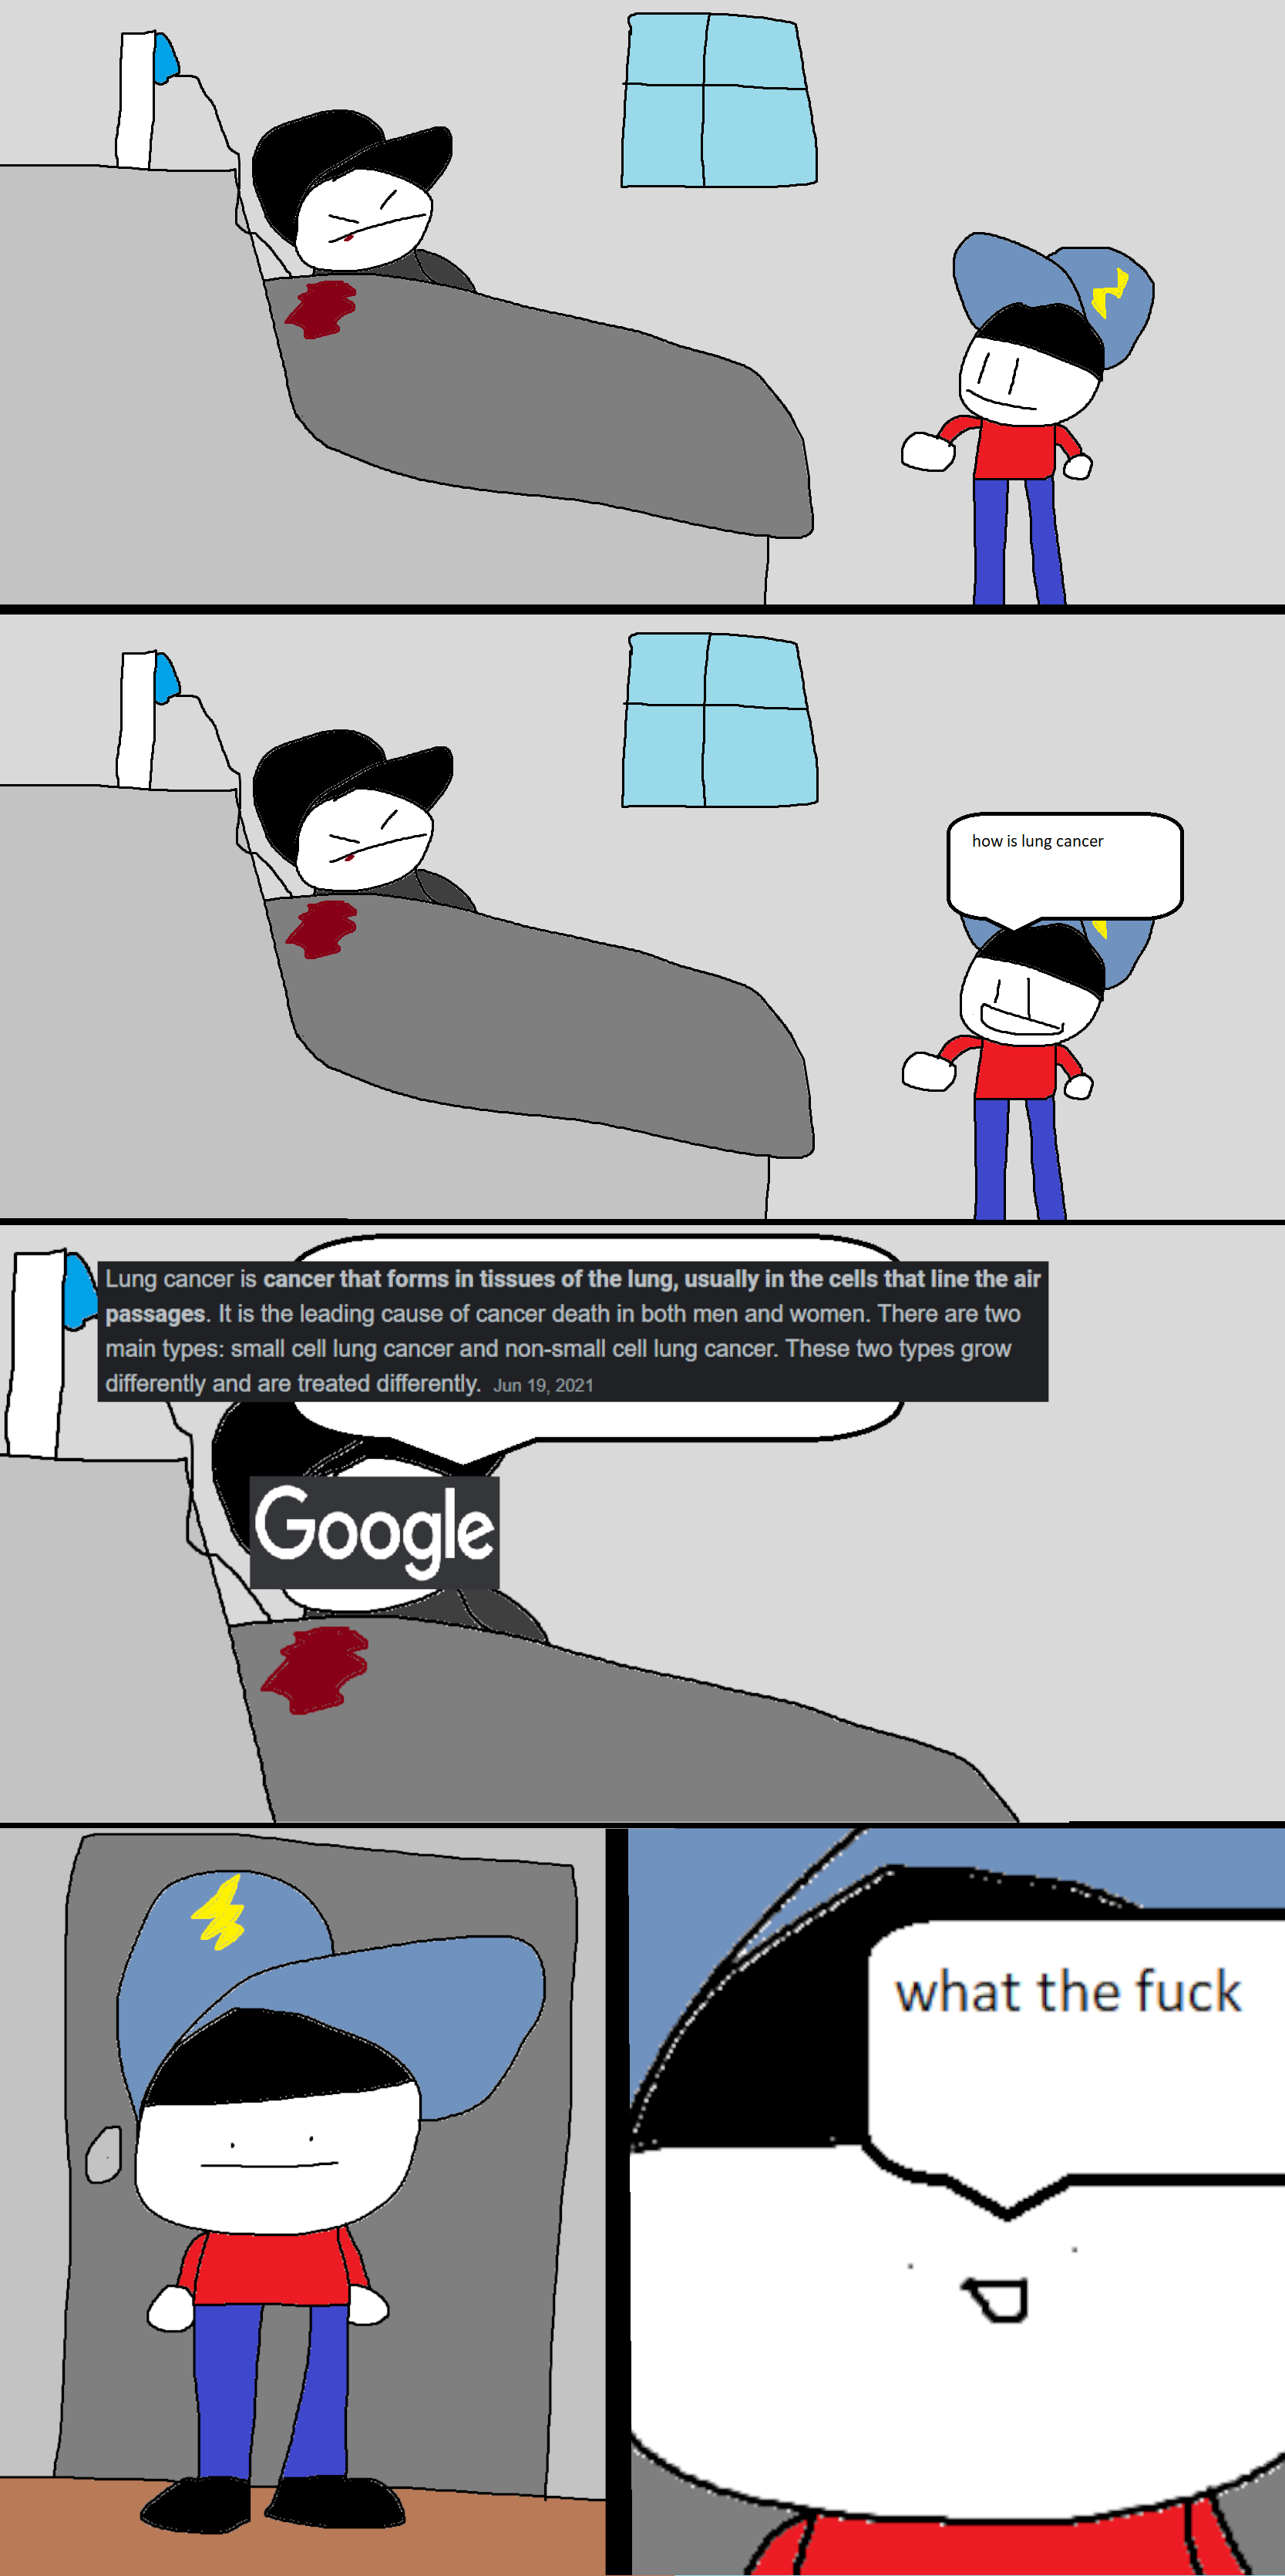 how is lung cancer
Lung cancer is cancer that forms in tissues of the lung, usually in the cells that line the air
passages. It is the leading cause of cancer death in both men and women. There are two
main types: small cell lung cancer and non-small cell lung cancer. These two types grow
differently and are treated differently. Jun 19, 2021
Google
what the fuck